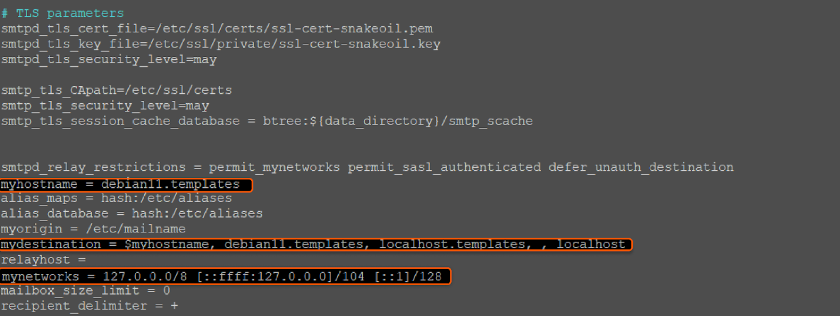 # TLS parameters
smtpd_tls_cert_file=/etc/ssl/certs/ssl-cert-snakeoil.pem
smtpd_tls_key_file=/etc/ssl/private/ssl-cert-snakeoil.key
smtpd_tls_security_level=may
smtp_tls_CApath=/etc/ssl/certs
smtp_tls_security_level=may
smtp_tls_session_cache_database = btree:${data_directory}/smtp_scache
smtpd_relay_restrictions = permit_mynetworks permit_sasl_authenticated defer_unauth_destination
myhostname = debian11.templates
alias_maps = hash:/etc/aliases
alias_database = hash:/etc/aliases
myorigin = /etc/mailname
mydestination = $myhostname, debian11.templates, localhost.templates, , localhost
relayhost =
mynetworks = 127.0.0.0/8 [::ffff:127.0.0.0]/104 [::1]/128
mailbox_size_limit = 0
recipient_delimiter = +